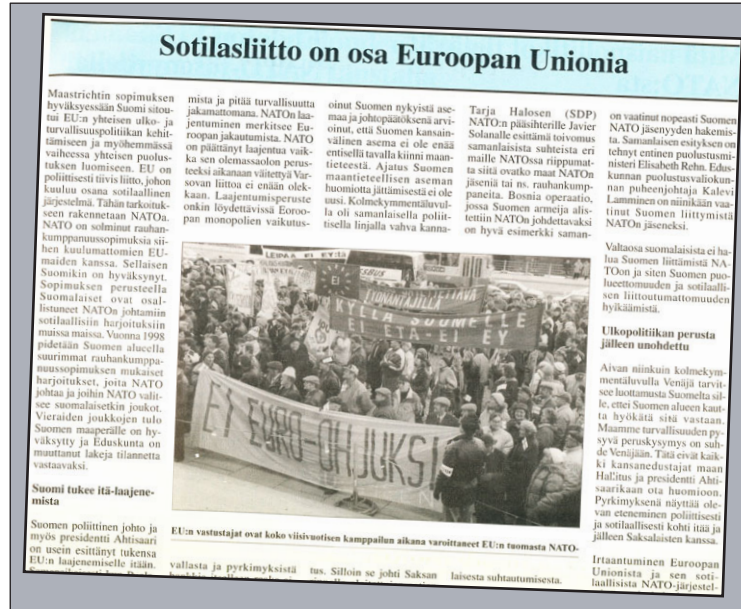 Sotilasliitto on osa Euroopan Unionia
Maastrichtin sopimuksen
hyväksyessään Suomi sitou-
tui EU:n yhteisen ulko- ja
turvallisuuspolitiikan kehit-
tämiseen ja myöhemmässä
vaiheessa yhteisen puolus-
tuksen luomiseen. EU on
poliittisesti tiivis liitto, johon
kuuluu osana sotilaallinen
järjestelmä. Tähän tarkoituk-
seen rakennetaan NATOa.
NATO on solminut rauhan-
kumppanuussopimuksia sii-
hen kuulumattomien EU-
maiden kanssa. Sellaisen
Suomikin on hyväksynyt.
Sopimuksen perusteella
Suomalaiset ovat osal-
listuneet NATOn johtamiin
sotilaallisiin harjoituksiin
muissa maissa. Vuonna 1998
pidetään Suomen alueella
suurimmat rauhankumppa-
nuussopimuksen mukaiset
harjoitukset, joita NATO
johtaa ja joihin NATO valit-
see suomalaisetkin joukot.
Vieraiden joukkojen tulo
Suomen maaperälle on hy-
väksytty ja Eduskunta on
muuttanut lakeja tilannetta
vastaavaksi.
Suomi tukee itä-laajene-
mista
Suomen poliittinen johto ja
myös presidentti Ahtisaari
on usein esittänyt tukensa
EU:n laajenemiselle itään.
mista ja pitää turvallisuutta
jakamattomana. NATOn laa-
jentuminen merkitsee Eu-
roopan jakautumista. NATO
on päättänyt laajentua vaik-
ka sen olemassaolon perus-
teeksi aikanaan väitettyä Var-
sovan liittoa ei enään olek-
kaan. Laajentumisperuste
onkin löydettävissä Eoroo-
pan monopolien vaikutus-
vallasta ja pyrkimyksistä
oinut Suomen nykyistä ase-
maa ja johtopäätöksenä arvi-
oinut, että Suomen kansain-
välinen asema ei ole enää
entisellä tavalla kiinni maan-
tieteestä. Ajatus Suomen
maantietellisen aseman
huomiotta jättämisestä ei ole
uusi. Kolmekymmentäluvul-
la oli samanlaisella poliit-
tisella linjalla vahva kanna-
tus. Silloin se johti Saksan
Tarja Halosen (SDP)
NATO:n pääsihterille Javier
Solanalle esittämä toivomus
samanlaisista suhteista eri
maille NATOssa riippumat-
ta siitä ovatko maat NATOn
jäseniä tai ns. rauhankump-
paneita. Bosnia operaatio,
jossa Suomen armeija alis-
tettiin NATOn johdettavaksi
on hyvä esimerkki saman-
laisesta suhtautumisesta.
on vaatinut nopeasti Suomen
NATO jäsenyyden hakemis-
ta. Samanlaisen esityksen on
tehnyt entinen puolustusmi-
nisteri Elisabeth Rehn. Edus-
kunnan puolustusvaliokun-
nan puheenjohtaja Kalevi
Lamminen on niinikään vaa-
tinut Suomen liittymistä
NATOn jäseneksi.
Valtaosa suomalaisista ei ha-
lua Suomen liittämistä NA-
TOon ja siten Suomen puo-
lueettomuuden ja sotilaalli-
sen liittoutumattomuuden
hylkäämistä.
Ulkopolitiikan perusta
jälleen unohdettu
Aivan niinkuin kolmekym-
mentäluvulla Venäjä tarvit-
see luottamusta Suomelta sil-
le, ettei Suomen alueen kaut-
ta hyökätä sitä vastaan.
Maamme turvallisuuden py-
syvä peruskysymys on suh-
de Venäjään. Tätä eivät kaik-
ki kansanedustajat maan
Hallitus ja presidentti Ahti-
saarikaan ota huomioon.
Pyrkimyksenä näyttää ole-
van eteneminen poliittisesti
ja sotilaallisesti kohti itää ja
jälleen Saksalaisten kanssa.
Irtaantuminen Euroopan
Unionista ja sen soti-
laallisista NATO-järjestel-
LEIPÄÄ EI EY:TÄ
EI
KYLLÄ SUOMELLE
EI ETA EI EY
EI EURO-OHJUKSI
EU:n vastustajat ovat koko viisivuotisen kamppailun aikana varoittaneet EU:n tuomasta NATO-